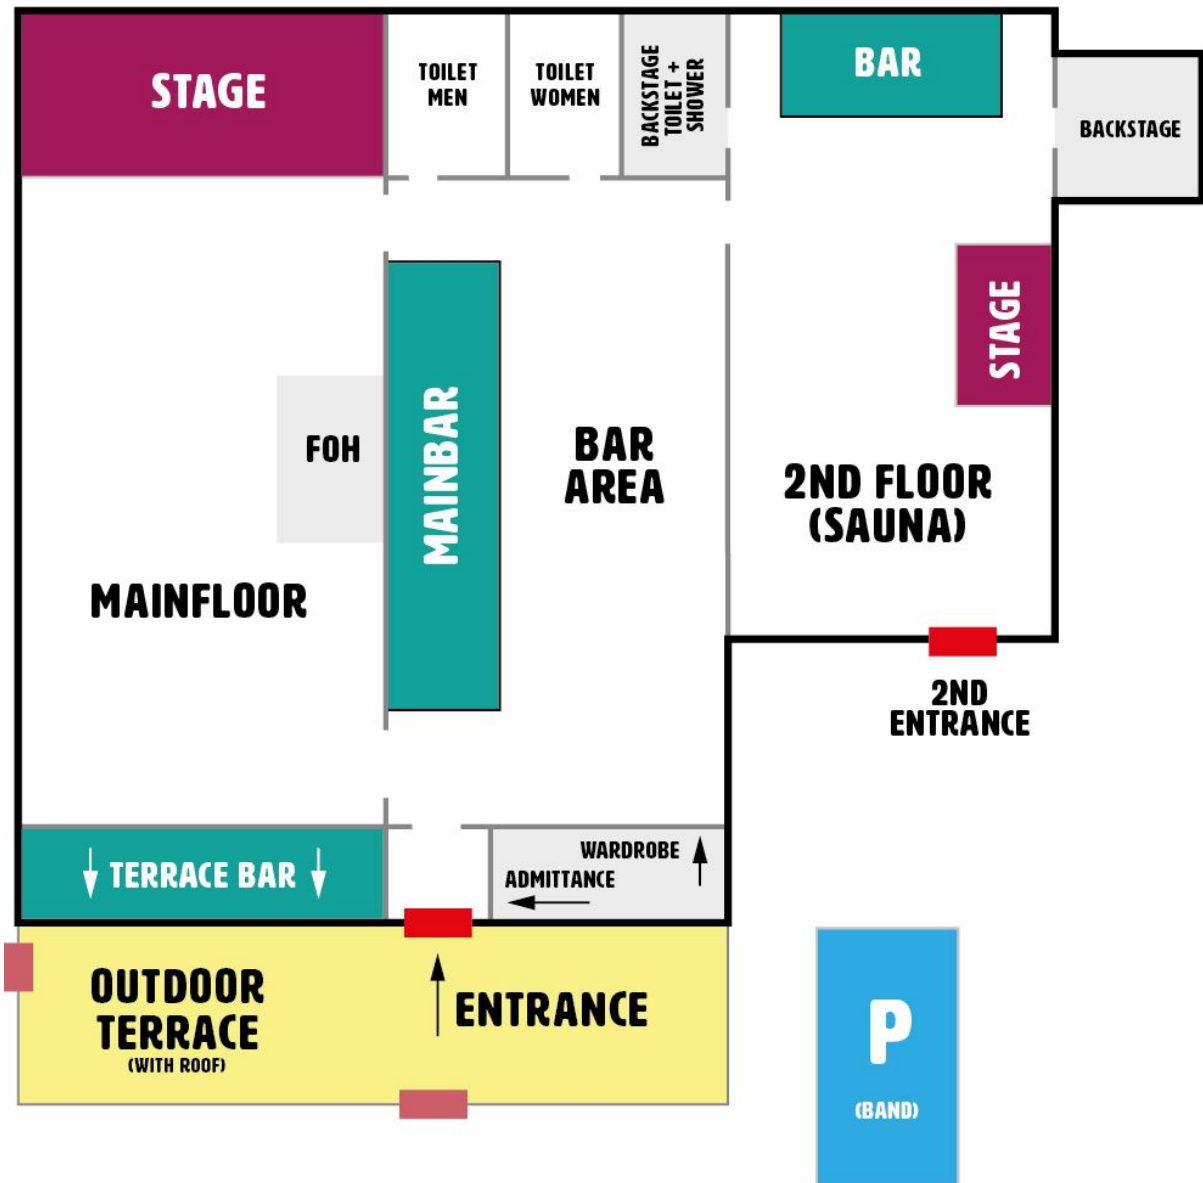 STAGE
TOILET
MEN
TOILET
WOMEN
BACKSTAGE
TOILET +
SHOWER
BAR
BACKSTAGE
STAGE
FOH
MAINBAR
BAR
AREA
2ND FLOOR
(SAUNA)
MAINFLOOR
2ND
ENTRANCE
TERRACE BAR
WARDROBE
ADMITTANCE
OUTDOOR
TERRACE
(WITH ROOF)
ENTRANCE
P
(BAND)